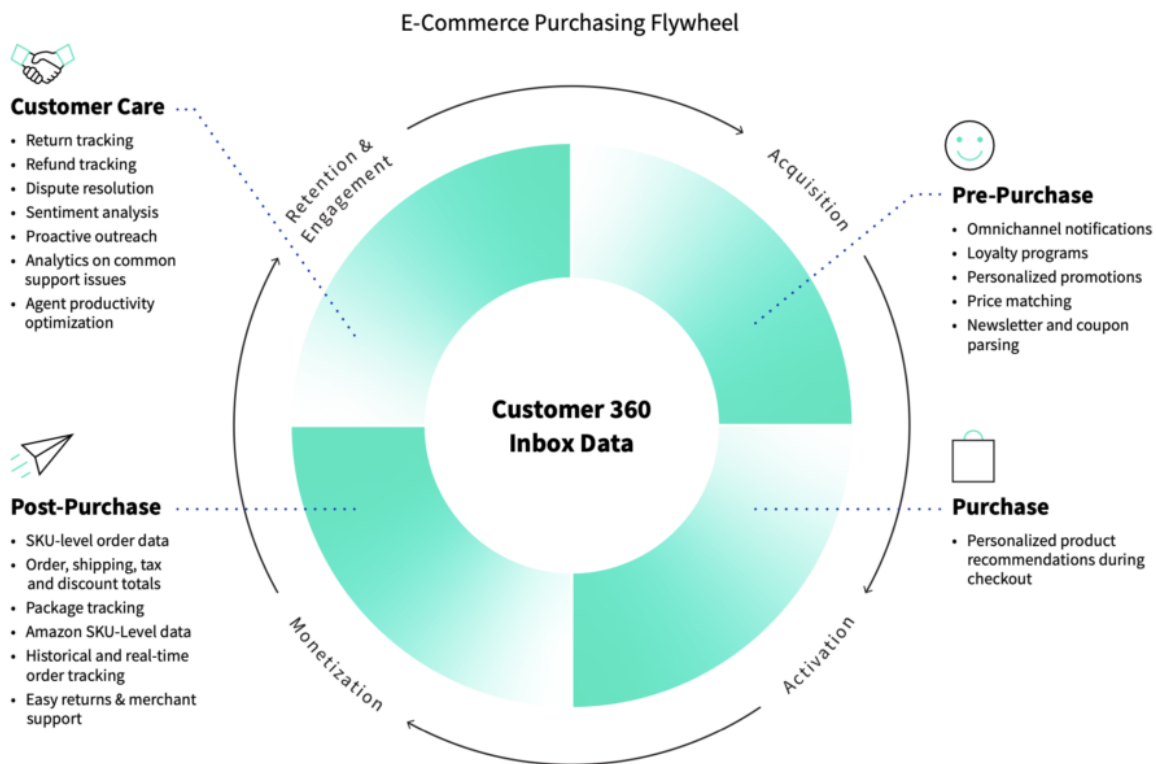 E-Commerce Purchasing Flywheel
Customer Care
• Return tracking
• Refund tracking
• Dispute resolution
• Sentiment analysis
• Proactive outreach
• Analytics on common
support issues
• Agent productivity
optimization
Retention &
Engagement
Acquisition
Pre-Purchase
• Omnichannel notifications
• Loyalty programs
• Personalized promotions
• Price matching
• Newsletter and coupon
parsing
Customer 360
Inbox Data
Post-Purchase
• SKU-level order data
• Order, shipping, tax
and discount totals
• Package tracking
• Amazon SKU-Level data
• Historical and real-time
order tracking
• Easy returns & merchant
support
Purchase
• Personalized product
recommendations during
checkout
Monetization
Activation